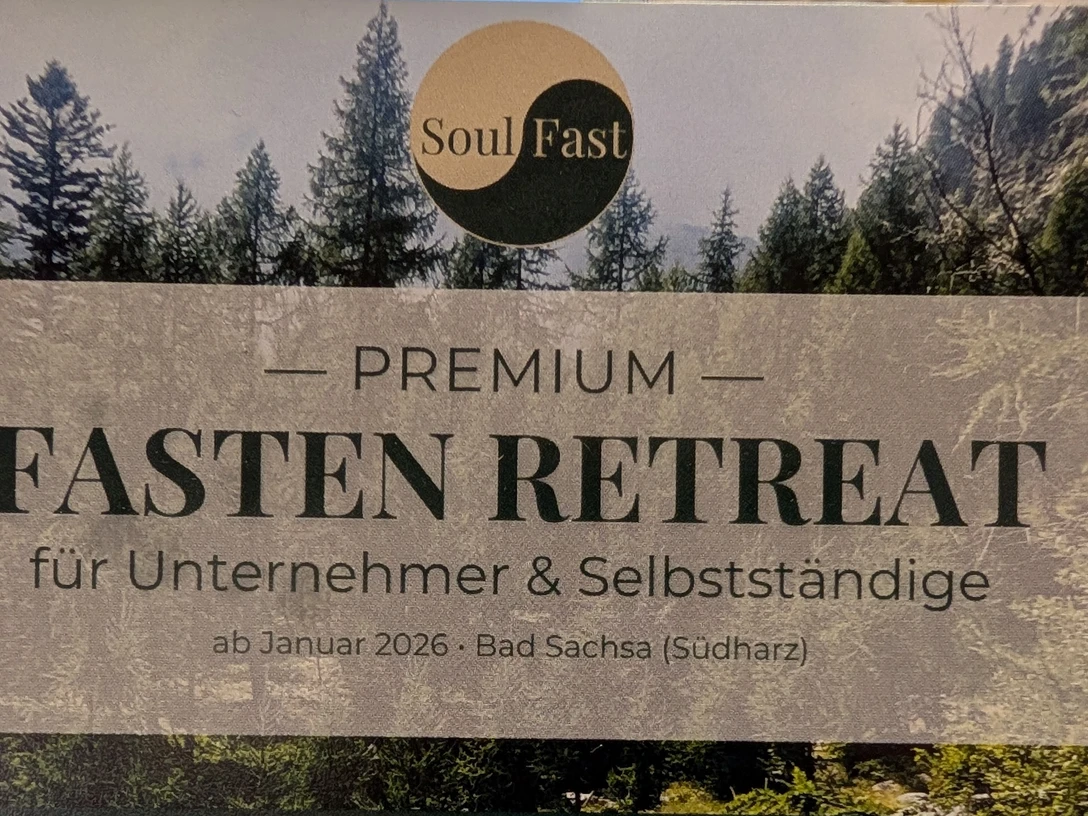 Soul Fast
— PREMIUM —
FASTEN RETREAT
für Unternehmer & Selbstständige
ab Januar 2026 · Bad Sachsa (Südharz)